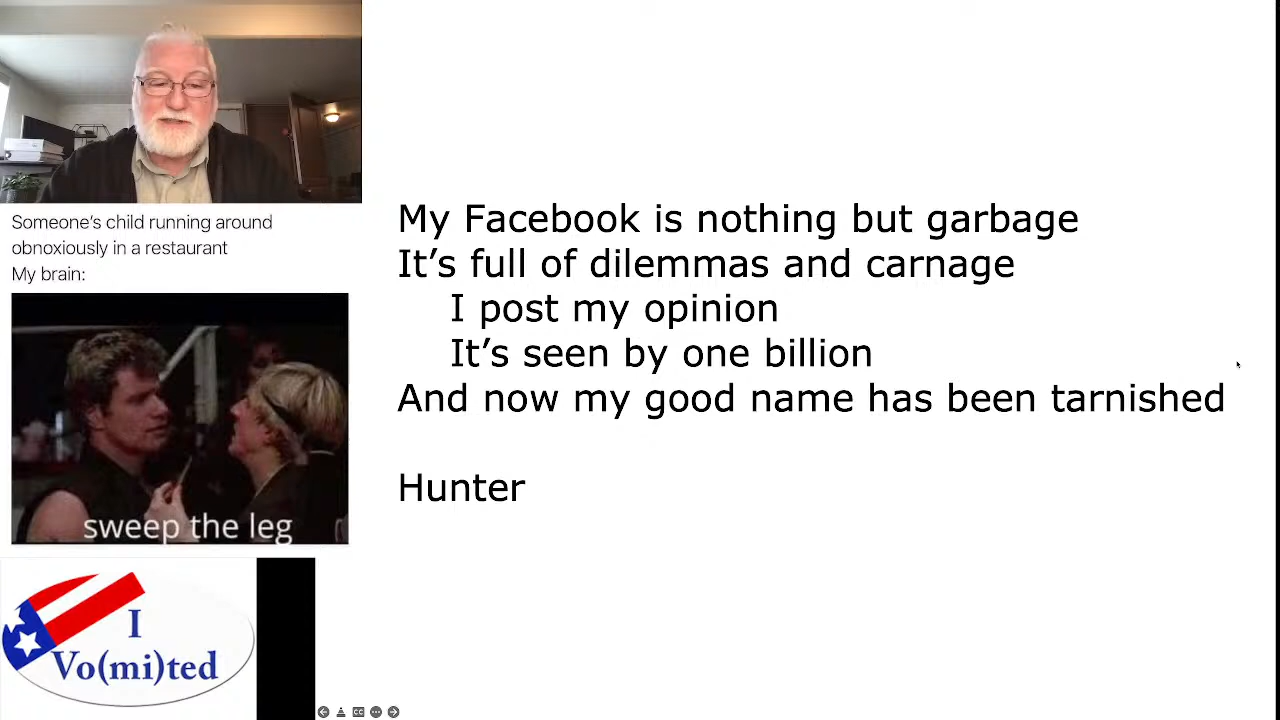 Someone's child running around
obnoxiously in a restaurant
My brain:
sweep the leg
I
Vo(mi)ted
My Facebook is nothing but garbage
It's full of dilemmas and carnage
I post my opinion
It's seen by one billion
And now my good name has been tarnished
Hunter
CC